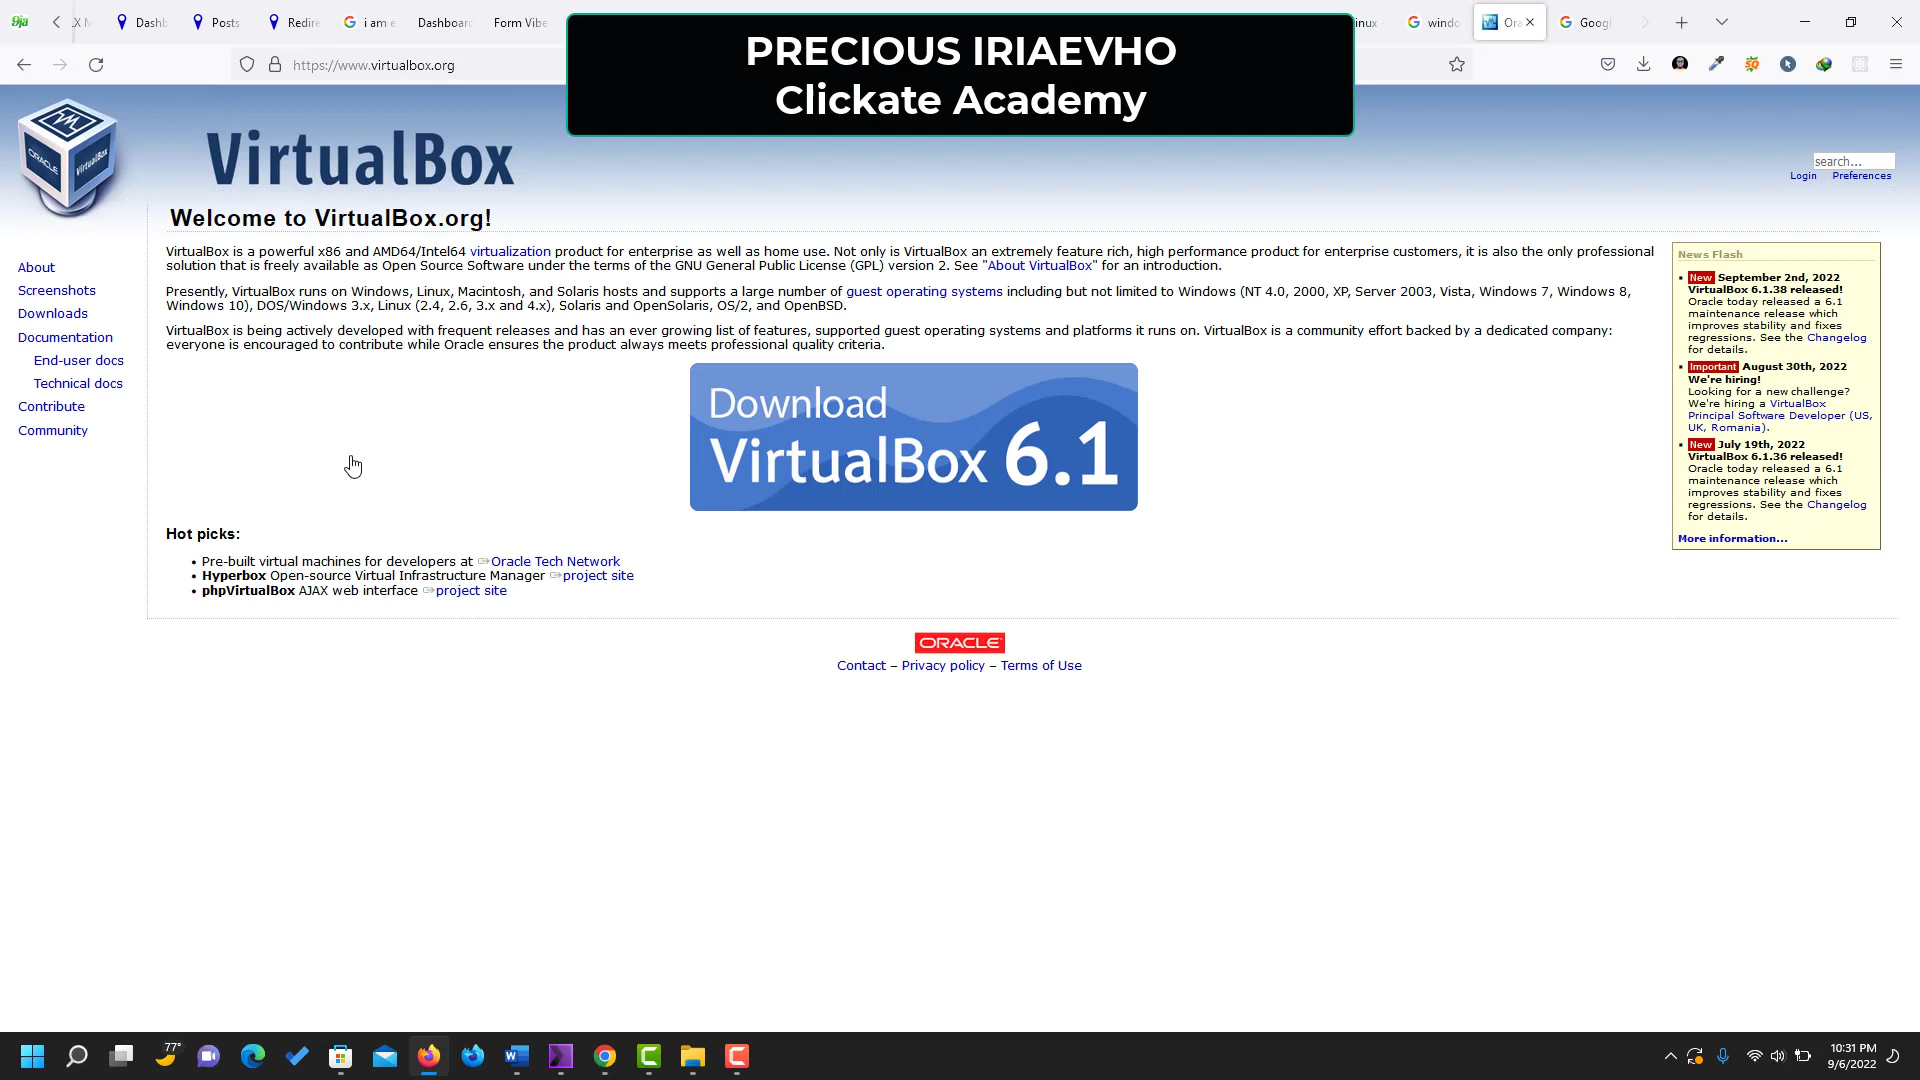 9ja
X M
Dashb
Posts
Redire
i am e
Dashboar
Form Vibe
inux
windo
Ora
Googl
https://www.virtualbox.org
PRECIOUS IRIAEVHO
Clickate Academy
ORACLE
VirtualBox
VirtualBox
search...
Login Preferences
Welcome to VirtualBox.org!
About
Screenshots
Downloads
Documentation
End-user docs
Technical docs
Contribute
Community
VirtualBox is a powerful x86 and AMD64/Intel64 virtualization product for enterprise as well as home use. Not only is VirtualBox an extremely feature rich, high performance product for enterprise customers, it is also the only professional
solution that is freely available as Open Source Software under the terms of the GNU General Public License (GPL) version 2. See "About VirtualBox" for an introduction.
Presently, VirtualBox runs on Windows, Linux, Macintosh, and Solaris hosts and supports a large number of guest operating systems including but not limited to Windows (NT 4.0, 2000, XP, Server 2003, Vista, Windows 7, Windows 8,
Windows 10), DOS/Windows 3.x, Linux (2.4, 2.6, 3.x and 4.x), Solaris and OpenSolaris, OS/2, and OpenBSD.
VirtualBox is being actively developed with frequent releases and has an ever growing list of features, supported guest operating systems and platforms it runs on. VirtualBox is a community effort backed by a dedicated company:
everyone is encouraged to contribute while Oracle ensures the product always meets professional quality criteria.
Download
VirtualBox 6.1
Hot picks:
• Pre-built virtual machines for developers at Oracle Tech Network
• Hyperbox Open-source Virtual Infrastructure Manager project site
• phpVirtualBox AJAX web interface project site
News Flash
New September 2nd, 2022
VirtualBox 6.1.38 released!
Oracle today released a 6.1
maintenance release which
improves stability and fixes
regressions. See the Changelog
for details.
Important August 30th, 2022
We're hiring!
Looking for a new challenge?
We're hiring a VirtualBox
Principal Software Developer (US,
UK, Romania).
New July 19th, 2022
VirtualBox 6.1.36 released!
Oracle today released a 6.1
maintenance release which
improves stability and fixes
regressions. See the Changelog
for details.
More information...
ORACLE
Contact – Privacy policy – Terms of Use
77°
10:31 PM
9/6/2022